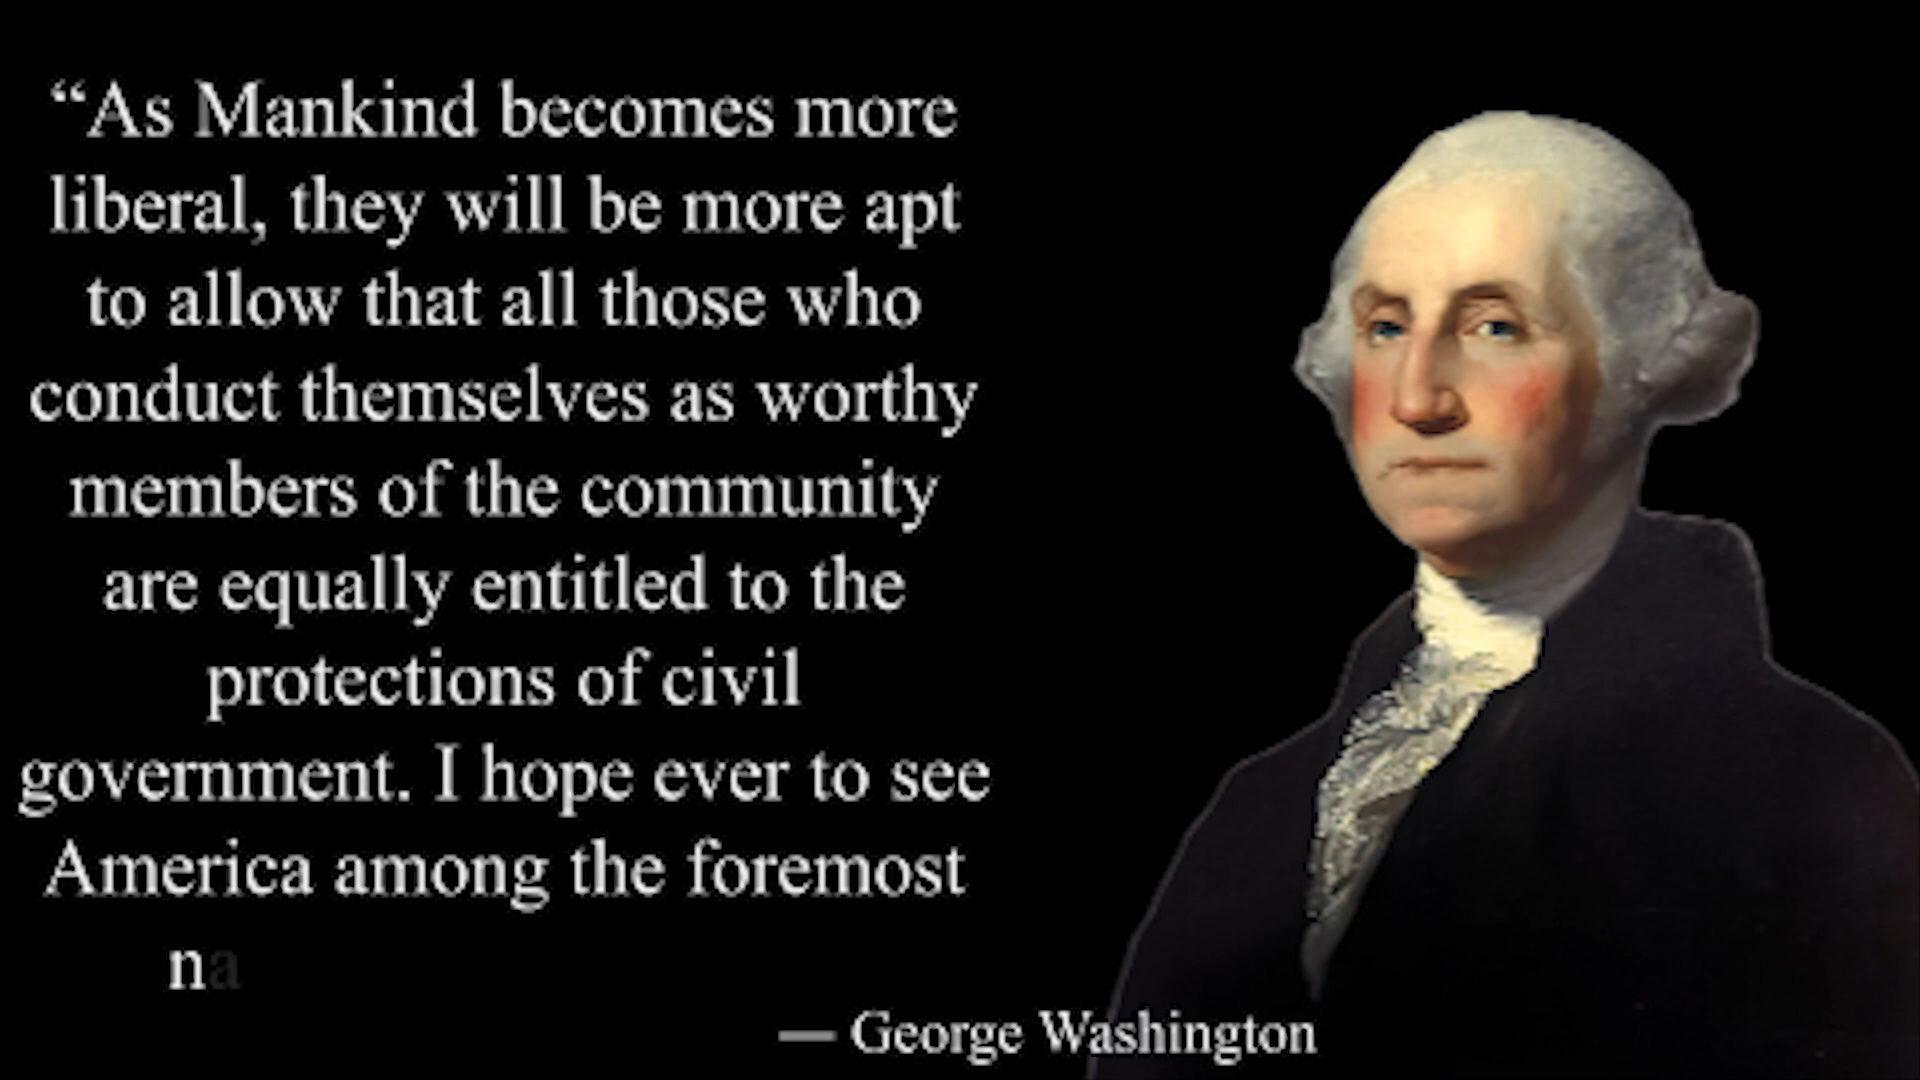 “As Mankind becomes more
liberal, they will be more apt
to allow that all those who
conduct themselves as worthy
members of the community
are equally entitled to the
protections of civil
government. I hope ever to see
America among the foremost
na
— George Washington